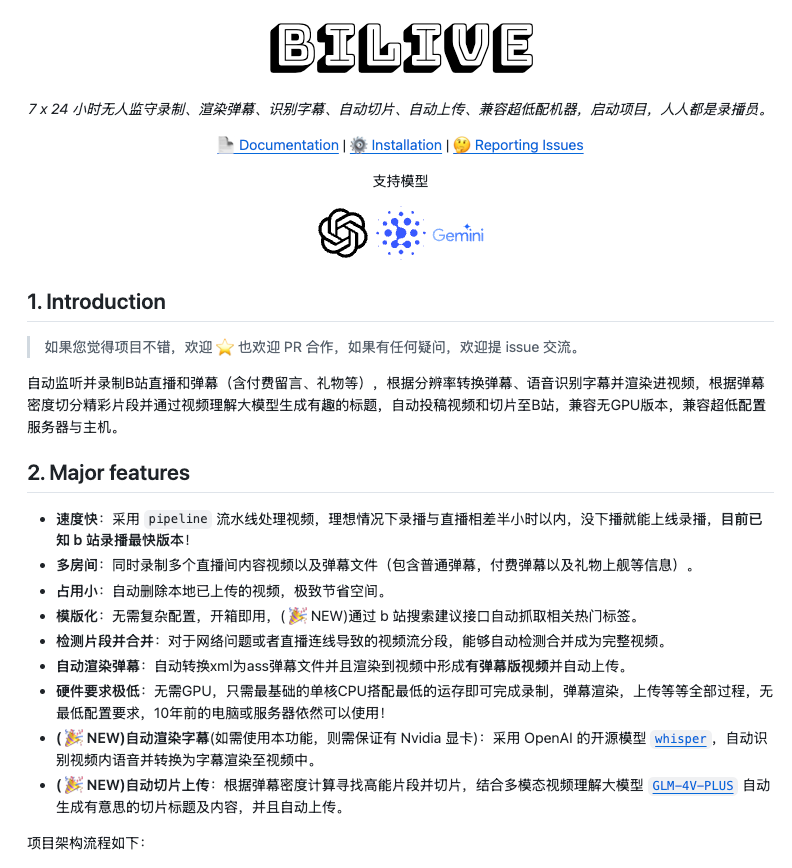 BILIVE
7 x 24 小时无人监守录制、渲染弹幕、识别字幕、自动切片、自动上传、兼容超低配机器，启动项目，人人都是录播员。
Documentation | Installation | Reporting Issues
支持模型
Gemini
1. Introduction
如果您觉得项目不错，欢迎 ⭐ 也欢迎 PR 合作，如果有任何疑问，欢迎提 issue 交流。
自动监听并录制B站直播和弹幕（含付费留言、礼物等），根据分辨率转换弹幕、语音识别字幕并渲染进视频，根据弹幕
密度切分精彩片段并通过视频理解大模型生成有趣的标题，自动投稿视频和切片至B站，兼容无GPU版本，兼容超低配置
服务器与主机。
2. Major features
• 速度快：采用 pipeline 流水线处理视频，理想情况下录播与直播相差半小时以内，没下播就能上线录播，目前已
知 b 站录播最快版本！
• 多房间：同时录制多个直播间内容视频以及弹幕文件（包含普通弹幕，付费弹幕以及礼物上舰等信息）。
• 占用小：自动删除本地已上传的视频，极致节省空间。
• 模版化：无需复杂配置，开箱即用，( 🎉 NEW)通过 b 站搜索建议接口自动抓取相关热门标签。
• 检测片段并合并：对于网络问题或者直播连线导致的视频流分段，能够自动检测合并成为完整视频。
• 自动渲染弹幕：自动转换xml为ass弹幕文件并且渲染到视频中形成有弹幕版视频并自动上传。
• 硬件要求极低：无需GPU，只需最基础的单核CPU搭配最低的运存即可完成录制，弹幕渲染，上传等等全部过程，无
最低配置要求，10年前的电脑或服务器依然可以使用！
• ( 🎉 NEW)自动渲染字幕(如需使用本功能，则需保证有 Nvidia 显卡)：采用 OpenAI 的开源模型 whisper ，自动识
别视频内语音并转换为字幕渲染至视频中。
• ( 🎉 NEW)自动切片上传：根据弹幕密度计算寻找高能片段并切片，结合多模态视频理解大模型 GLM-4V-PLUS 自动
生成有意思的切片标题及内容，并且自动上传。
项目架构流程如下：